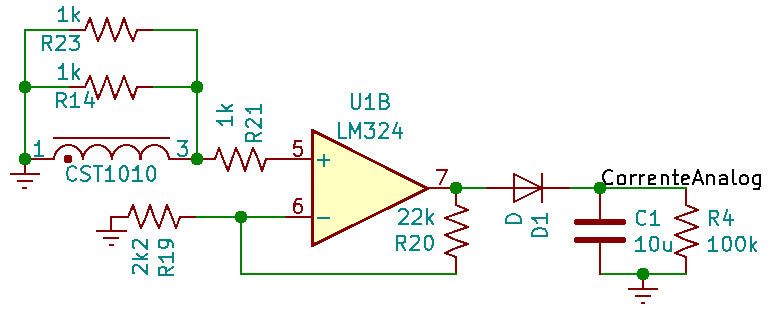 1k
R23
1k
R14
1
3
CST1010
1k
R21
U1B
LM324
5
+
6
-
7
2k2
R19
22k
R20
D
D1
CorrenteAnalog
C1
10u
R4
100k